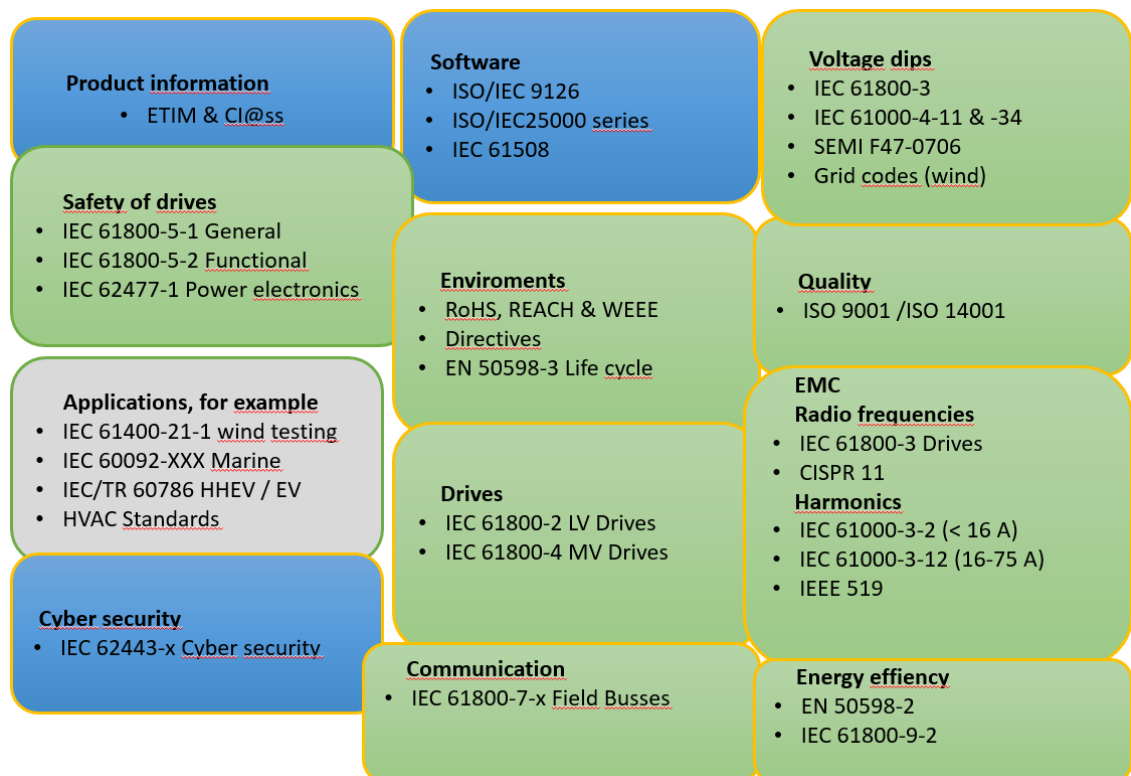 Product information
• ETIM & Cl@ss
Software
• ISO/IEC 9126
• ISO/IEC25000 series
• IEC 61508
Voltage dips
• IEC 61800-3
• IEC 61000-4-11 & -34
• SEMI F47-0706
• Grid codes (wind)
Safety of drives
• IEC 61800-5-1 General
• IEC 61800-5-2 Functional
• IEC 62477-1 Power electronics
Enviroments
• RoHS, REACH & WEEE
• Directives
• EN 50598-3 Life cycle
Quality
• ISO 9001 /ISO 14001
Applications, for example
• IEC 61400-21-1 wind testing
• IEC 60092-XXX Marine
• IEC/TR 60786 HHEV / EV
• HVAC Standards
Drives
• IEC 61800-2 LV Drives
• IEC 61800-4 MV Drives
EMC
Radio frequencies
• IEC 61800-3 Drives
• CISPR 11
Harmonics
• IEC 61000-3-2 (< 16 A)
• IEC 61000-3-12 (16-75 A)
• IEEE 519
Cyber security
• IEC 62443-x Cyber security
Communication
• IEC 61800-7-x Field Busses
Energy effiency
• EN 50598-2
• IEC 61800-9-2